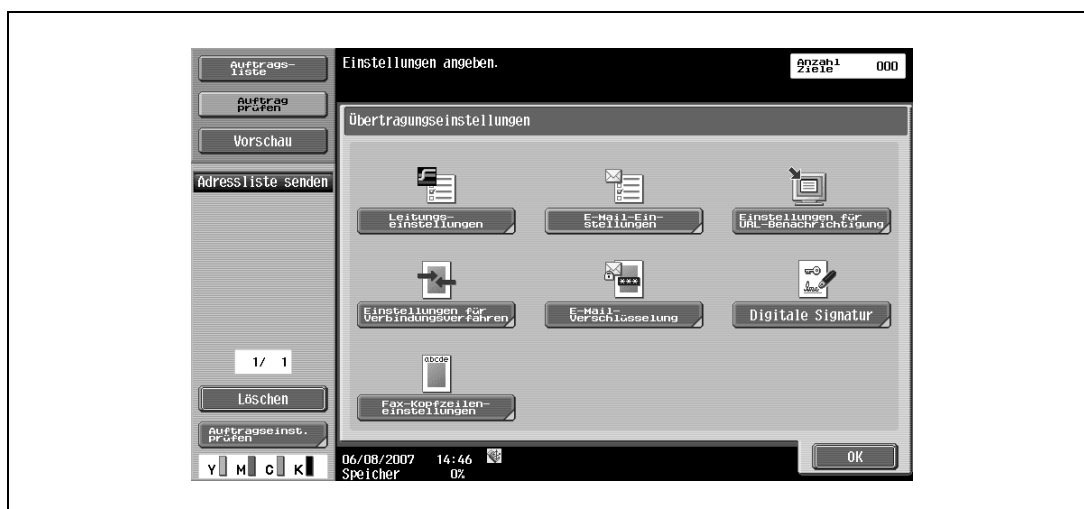 Auftrags-
liste
Auftrag
prüfen
Vorschau
Adressliste senden
1/ 1
Löschen
Auftragseinst.
prüfen
Y M C K
Einstellungen angeben.
Anzahl
Ziele 000
Übertragungseinstellungen
Leitungs-
einstellungen
E-Mail-Ein-
stellungen
Einstellungen für
URL-Benachrichtigung
Einstellungen für
Verbindungsverfahren
E-Mail-
Verschlüsselung
Digitale Signatur
abcde
Fax-Kopfzeilen-
einstellungen
06/08/2007 14:46
Speicher 0%
OK